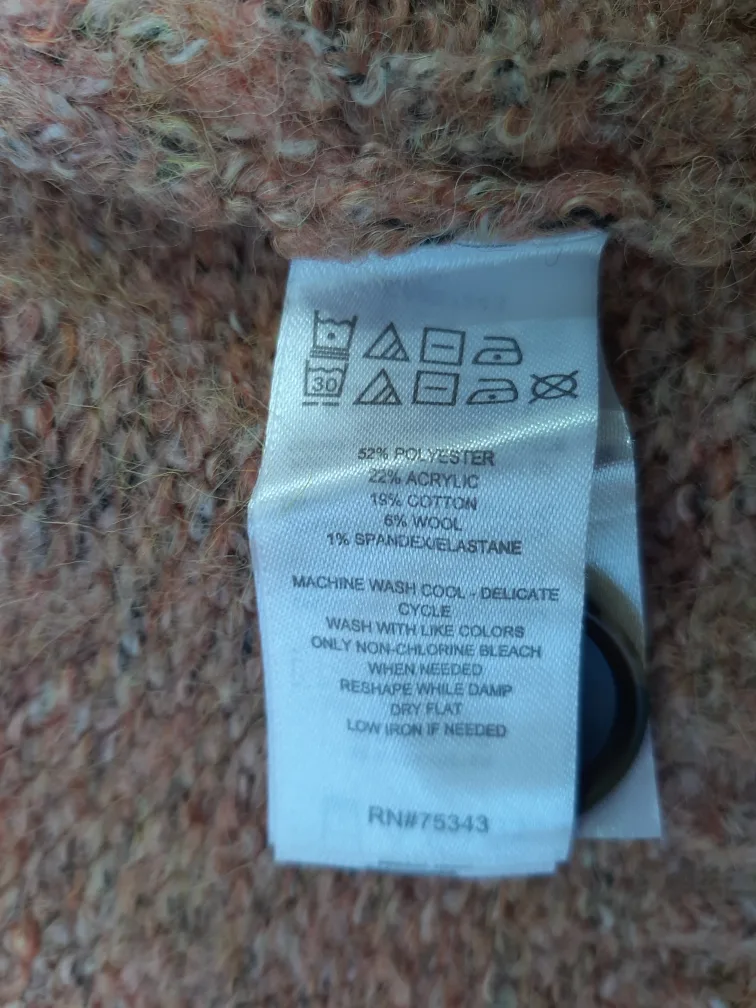 30
52% POLYESTER
22% ACRYLIC
19% COTTON
6% WOOL
1% SPANDEX/ELASTANE
MACHINE WASH COOL - DELICATE
CYCLE
WASH WITH LIKE COLORS
ONLY NON-CHLORINE BLEACH
WHEN NEEDED
RESHAPE WHILE DAMP
DRY FLAT
LOW IRON IF NEEDED
RN#75343